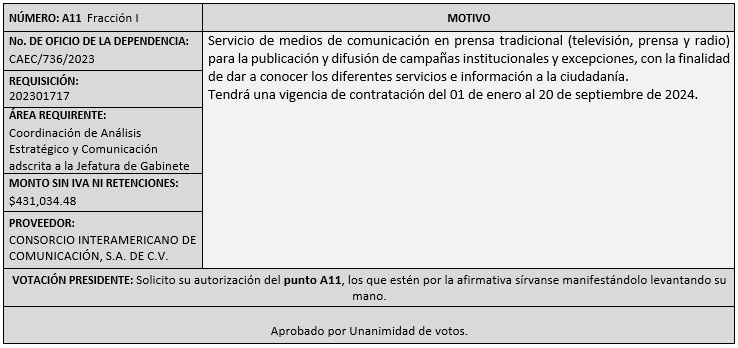 NÚMERO: A11 Fracción I
MOTIVO
No. DE OFICIO DE LA DEPENDENCIA:
CAEC/736/2023
REQUISICIÓN:
202301717
ÁREA REQUIRENTE:
Coordinación de Análisis
Estratégico y Comunicación
adscrita a la Jefatura de Gabinete
MONTO SIN IVA NI RETENCIONES:
$431,034.48
PROVEEDOR:
CONSORCIO INTERAMERICANO DE
COMUNICACIÓN, S.A. DE C.V.
Servicio de medios de comunicación en prensa tradicional (televisión, prensa y radio)
para la publicación y difusión de campañas institucionales y excepciones, con la finalidad
de dar a conocer los diferentes servicios e información a la ciudadanía.
Tendrá una vigencia de contratación del 01 de enero al 20 de septiembre de 2024.
VOTACIÓN PRESIDENTE: Solicito su autorización del punto A11, los que estén por la afirmativa sírvanse manifestándolo levantando su
mano.
Aprobado por Unanimidad de votos.